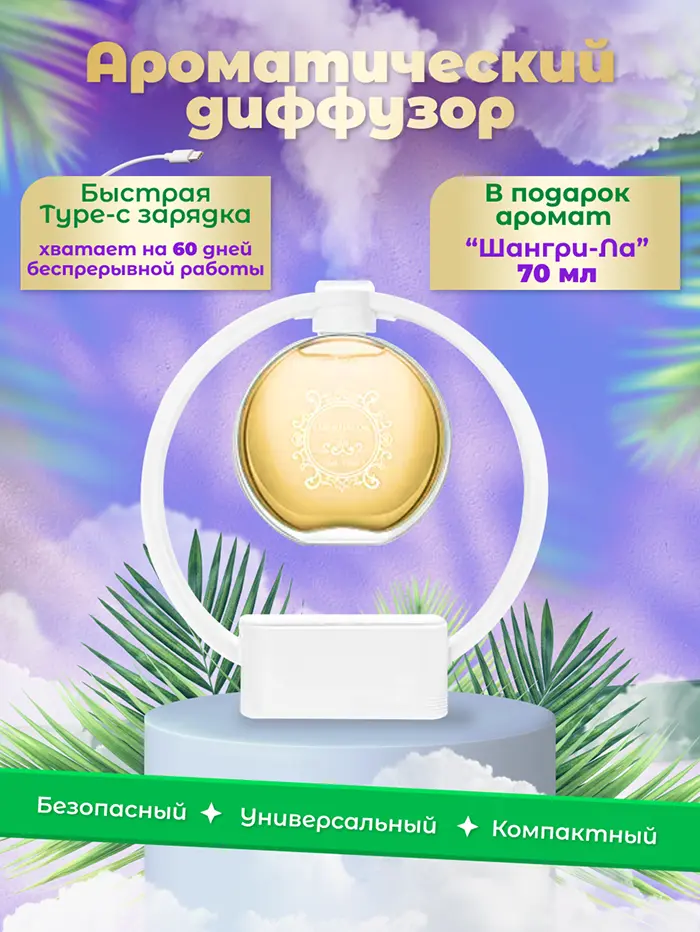 Ароматический
диффузор
Быстрая
Type-c зарядка
хватает на 60 дней
беспрерывной работы
В подарок
аромат
“Шангри-Ла”
70 мл
Безопасный ✦ Универсальный ✦ Компактный